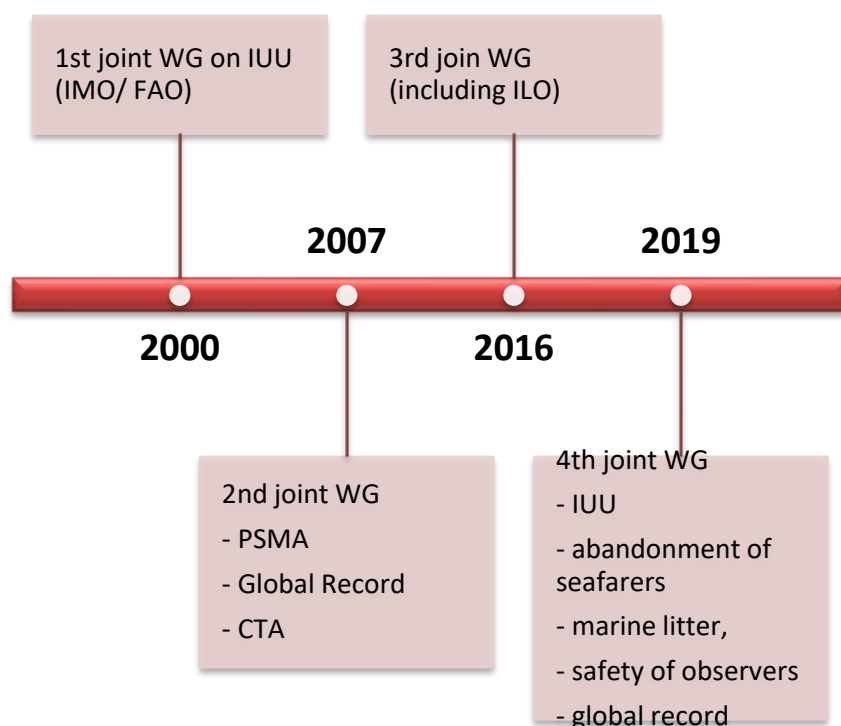 1st joint WG on IUU
(IMO/ FAO)
3rd join WG
(including ILO)
2007
2019
2000
2016
2nd joint WG
- PSMA
- Global Record
- CTA
4th joint WG
- IUU
- abandonment of
seafarers
- marine litter,
- safety of observers
- global record